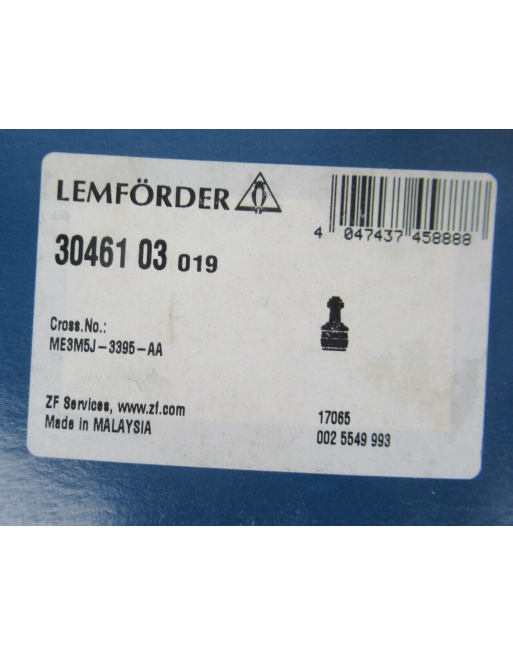 LEMFÖRDER
4 047437 458888
30461 03 019
Cross.No.:
ME3M5J-3395-AA
ZF Services, www.zf.com
Made in MALAYSIA
17065
002 5549 993